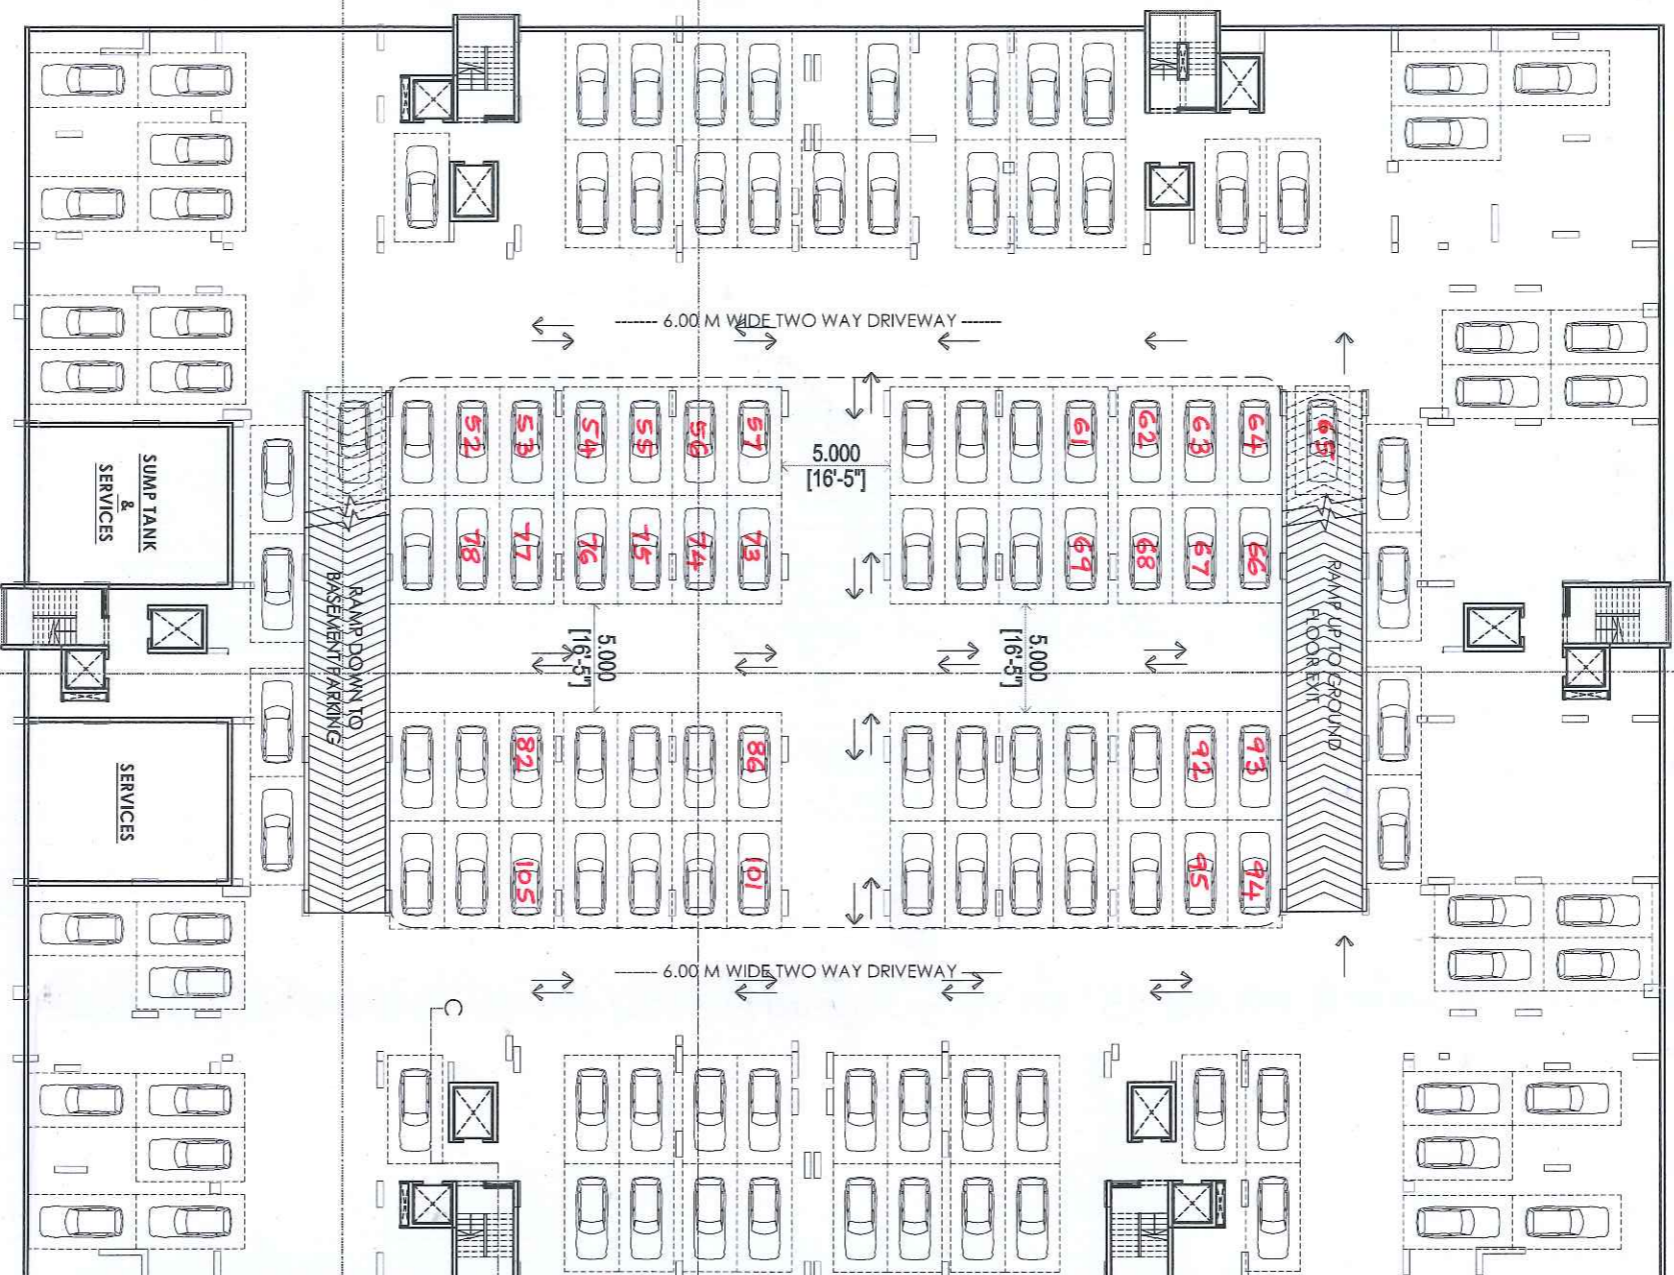 ------- 6.00 M WIDE TWO WAY DRIVEWAY -------
52 53 54 55 56 57
61 62 63 64 65
5.000
[16'-5"]
SUMP TANK
&
SERVICES
78 77 76 75 74 73
69 68 67 66
RAMP DOWN TO
BASEMENT PARKING
RAMP UP TO GROUND
FLOOR EXIT
5.000
[16'-5"]
5.000
[16'-5"]
82 86
92 93
SERVICES
105 101
95 94
------- 6.00 M WIDE TWO WAY DRIVEWAY -------
C